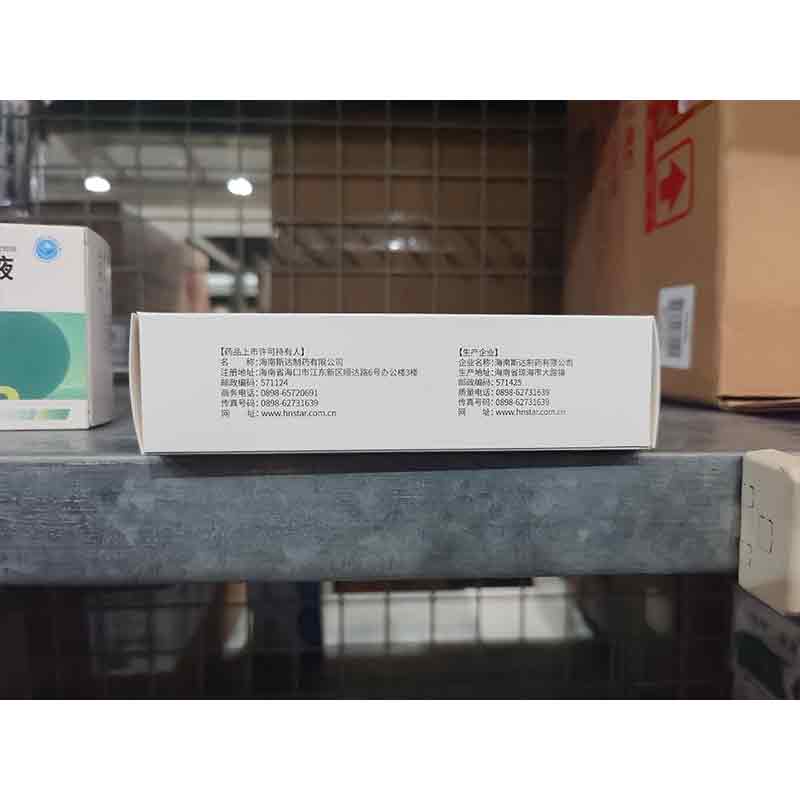 液
【药品上市许可持有人】
名 称：海南斯达制药有限公司
注册地址：海南省海口市江东新区顺达路6号办公楼3楼
邮政编码：571124
商务电话：0898-65720691
传真号码：0898-62731639
网 址：www.hnstar.com.cn
【生产企业】
企业名称：海南斯达制药有限公司
生产地址：海南省琼海市大路镇
邮政编码：571425
质量电话：0898-62731639
传真号码：0898-62731639
网 址：www.hnstar.com.cn